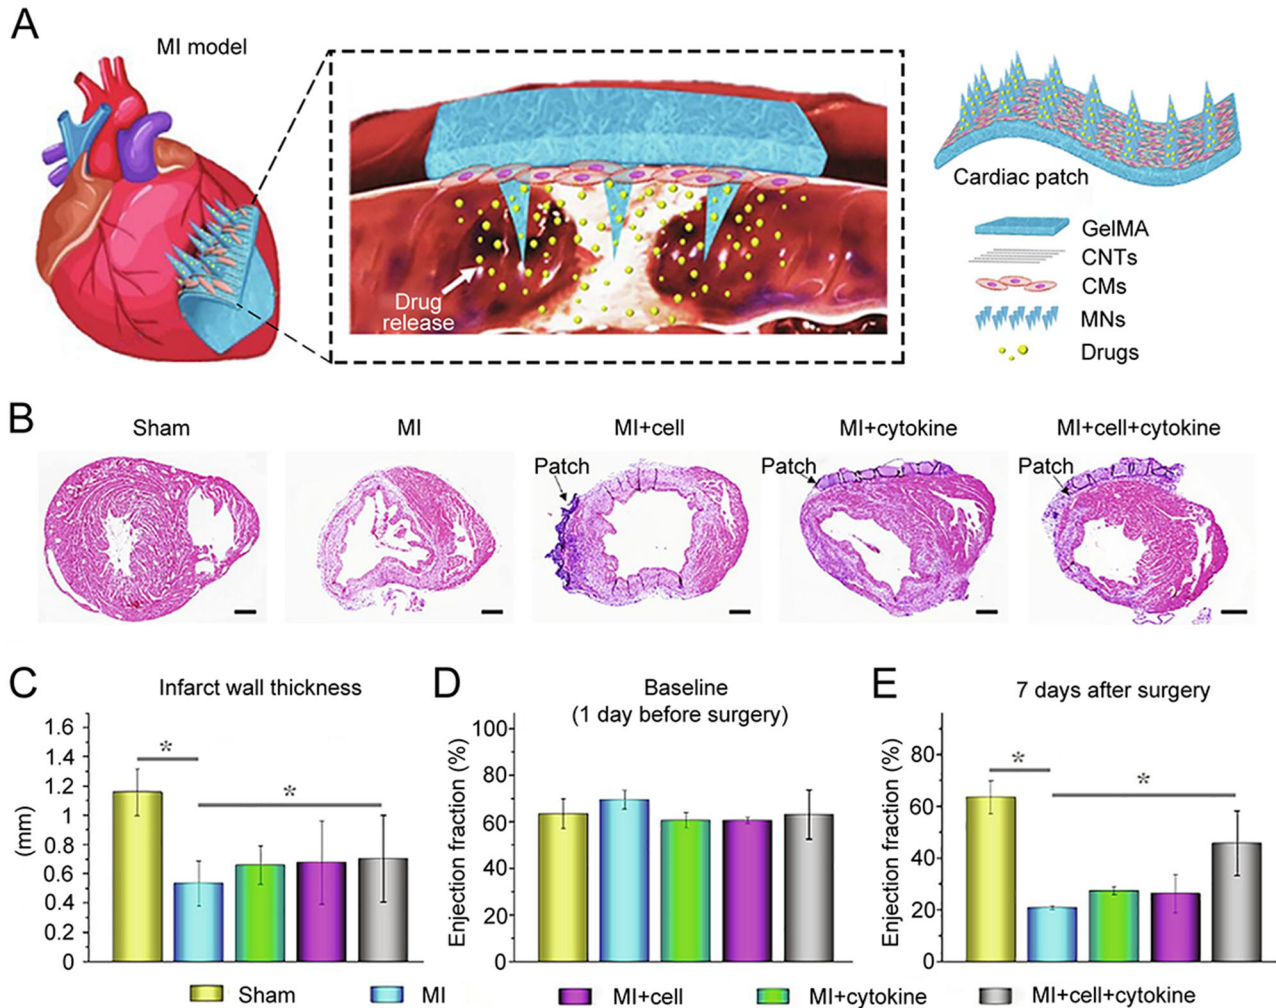 A
MI model
Drug
release
Cardiac patch
GelMA
CNTs
CMs
MNs
Drugs
B
Sham
MI
MI+cell
MI+cytokine
MI+cell+cytokine
Patch
Patch
Patch
C
Infarct wall thickness
(mm)
1.6
1.4
1.2
1
0.8
0.6
0.4
0.2
0
*
*
D
Baseline
(1 day before surgery)
Enjection fraction (%)
100
80
60
40
20
0
E
7 days after surgery
Enjection fraction (%)
80
60
40
20
0
*
*
Sham
MI
MI+cell
MI+cytokine
MI+cell+cytokine